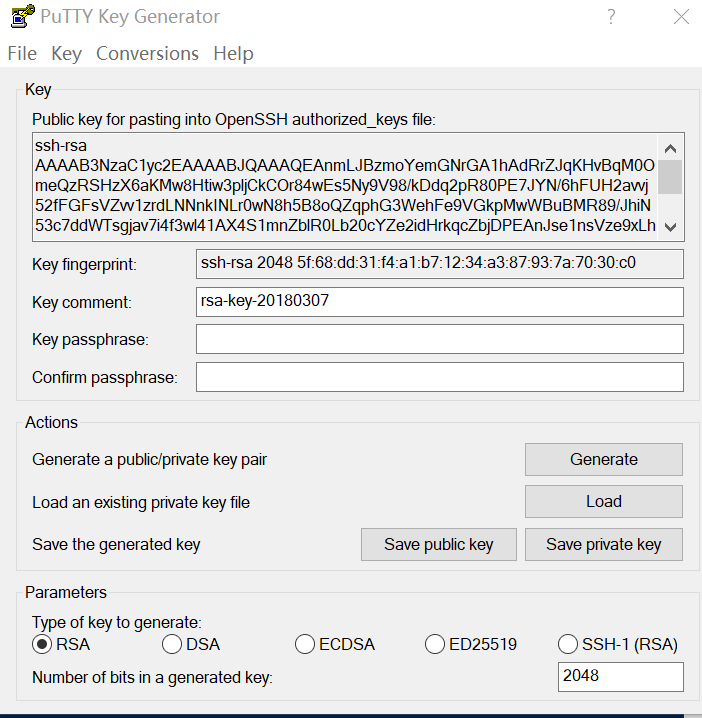 PuTTY Key Generator
File Key Conversions Help
Key
Public key for pasting into OpenSSH authorized_keys file:
ssh-rsa
AAAAB3NzaC1yc2EAAAABJQAAAQEAnmLJBzmoYemGNrGA1hAdRrZJqKHvBqM0O
meQzRSHzX6aKMw8Htiw3pljCkCOr84wEs5Ny9V98/kDdq2pR80PE7JYN/6hFUH2avvj
52fFGFsVZvv1zrdLNNnkINLr0wN8h5B8oQZqphG3WehFe9VGkpMwWBuBMR89/JhiN
53c7ddWTsgjav7i4f3wl41AX4S1mnZblR0Lb20cYZe2idHrkqcZbjDPEAnJse1nsVze9xLh
Key fingerprint: ssh-rsa 2048 5f:68:dd:31:f4:a1:b7:12:34:a3:87:93:7a:70:30:c0
Key comment: rsa-key-20180307
Key passphrase:
Confirm passphrase:
Actions
Generate a public/private key pair Generate
Load an existing private key file Load
Save the generated key Save public key Save private key
Parameters
Type of key to generate:
RSA DSA ECDSA ED25519 SSH-1 (RSA)
Number of bits in a generated key: 2048